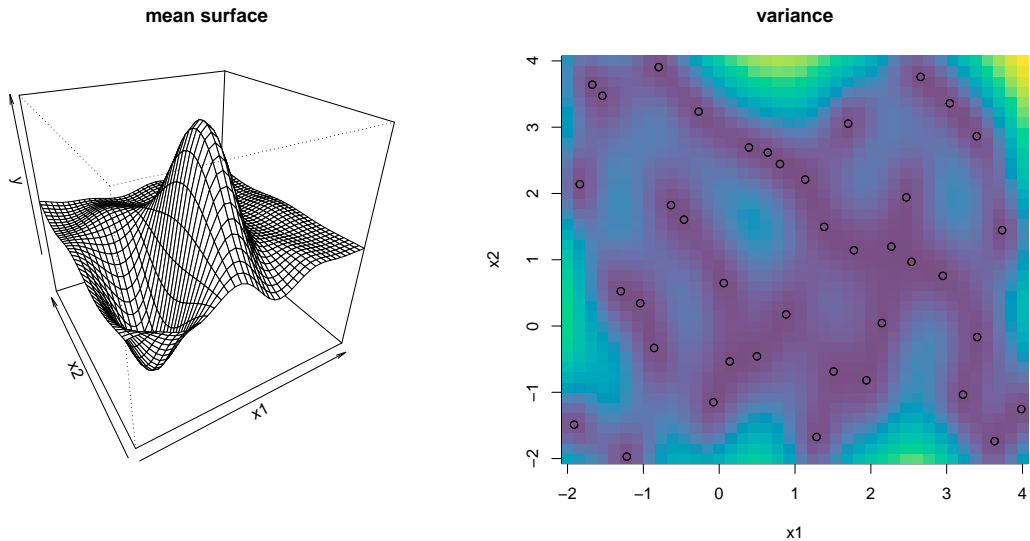 mean surface
y
x2
x1
variance
x2
4
3
2
1
0
−1
−2
−2 −1 0 1 2 3 4
x1